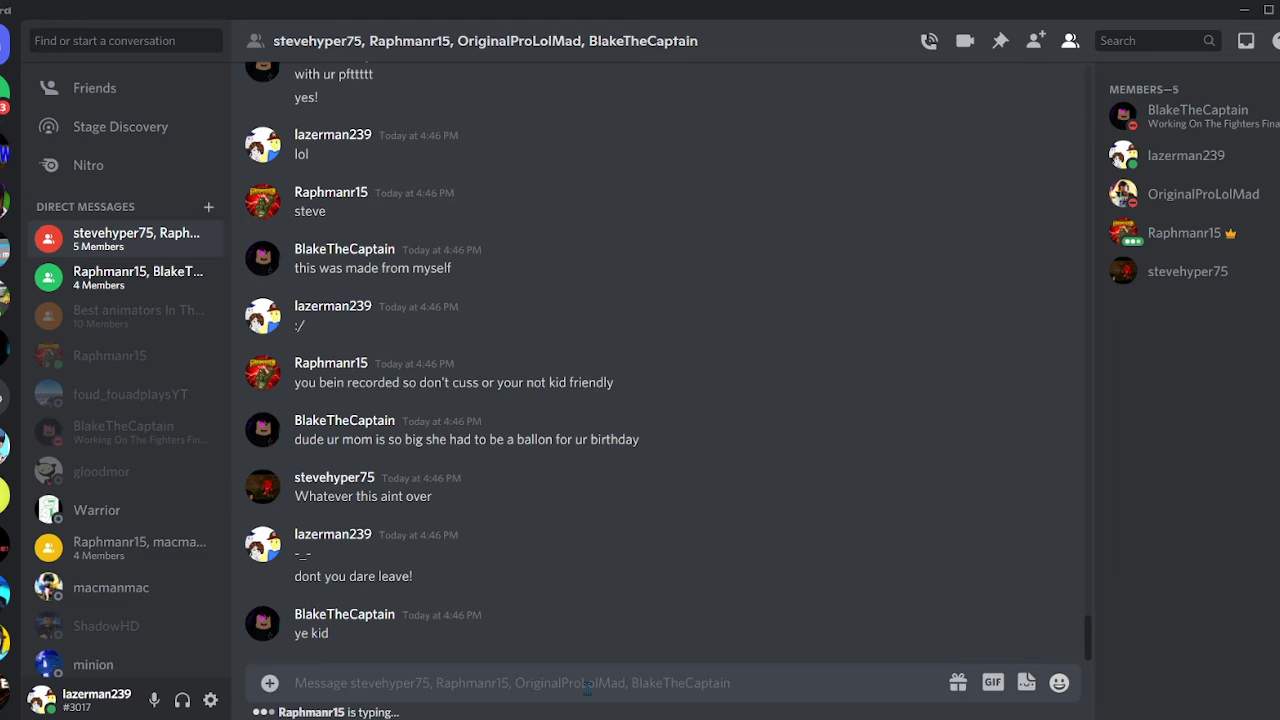 rd
Find or start a conversation
Friends
Stage Discovery
Nitro
DIRECT MESSAGES
stevehyper75, Raph...
5 Members
Raphmanr15, BlakeT...
4 Members
Best animators In Th...
10 Members
Raphmanr15
foud_fouadplaysYT
BlakeTheCaptain
Working On The Fighters Fin...
gloodmor
Warrior
Raphmanr15, macma...
4 Members
macmanmac
ShadowHD
minion
lazerman239
#3017
stevehyper75, Raphmanr15, OriginalProLolMad, BlakeTheCaptain
Search
with ur pfttttt
yes!
lazerman239 Today at 4:46 PM
lol
Raphmanr15 Today at 4:46 PM
steve
BlakeTheCaptain Today at 4:46 PM
this was made from myself
lazerman239 Today at 4:46 PM
:/
Raphmanr15 Today at 4:46 PM
you bein recorded so don't cuss or your not kid friendly
BlakeTheCaptain Today at 4:46 PM
dude ur mom is so big she had to be a ballon for ur birthday
stevehyper75 Today at 4:46 PM
Whatever this aint over
lazerman239 Today at 4:46 PM
-_-
dont you dare leave!
BlakeTheCaptain Today at 4:46 PM
ye kid
Message stevehyper75, Raphmanr15, OriginalProLolMad, BlakeTheCaptain
GIF
Raphmanr15 is typing...
MEMBERS—5
BlakeTheCaptain
Working On The Fighters Fina
lazerman239
OriginalProLolMad
Raphmanr15
stevehyper75